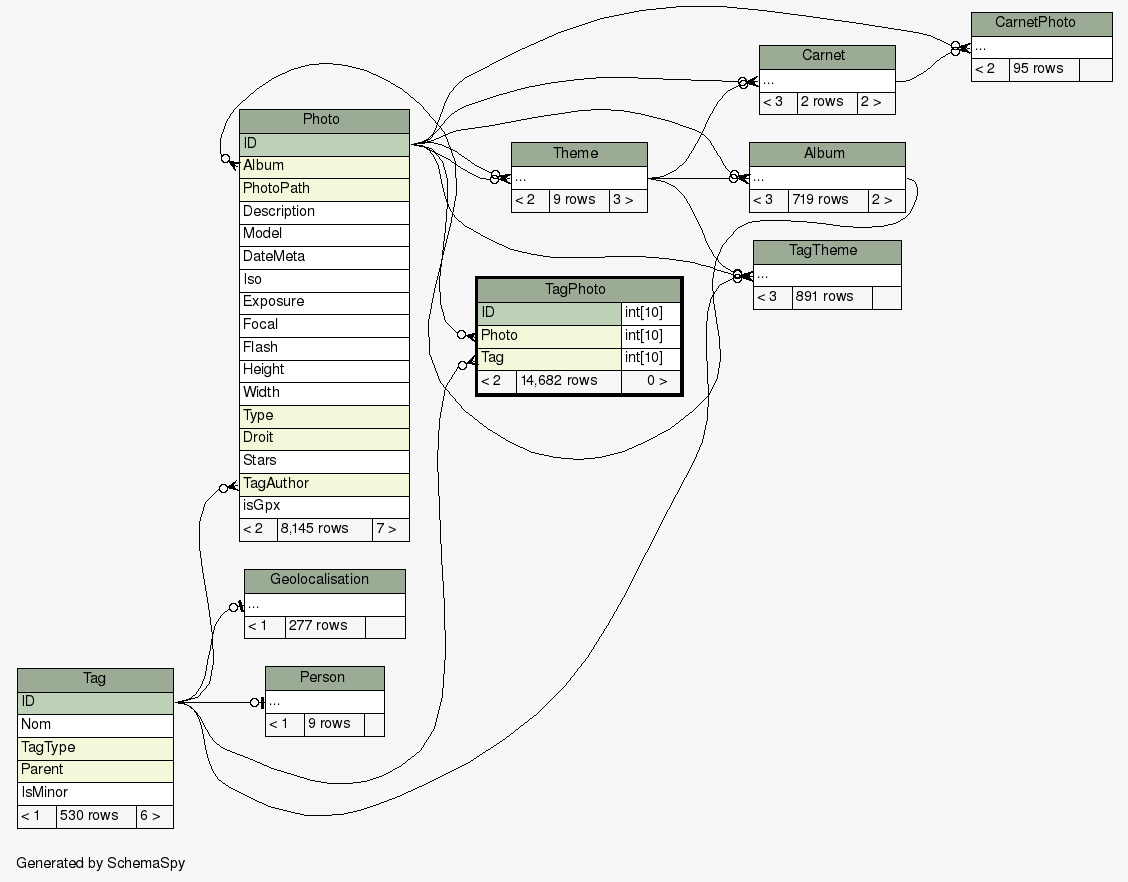 CarnetPhoto
...
< 2 95 rows
Carnet
...
< 3 2 rows 2 >
Photo
ID
Album
PhotoPath
Description
Model
DateMeta
Iso
Exposure
Focal
Flash
Height
Width
Type
Droit
Stars
TagAuthor
isGpx
< 2 8,145 rows 7 >
Theme
...
< 2 9 rows 3 >
Album
...
< 3 719 rows 2 >
TagTheme
...
< 3 891 rows
TagPhoto
ID int[10]
Photo int[10]
Tag int[10]
< 2 14,682 rows 0 >
Geolocalisation
...
< 1 277 rows
Person
...
< 1 9 rows
Tag
ID
Nom
TagType
Parent
IsMinor
< 1 530 rows 6 >
Generated by SchemaSpy